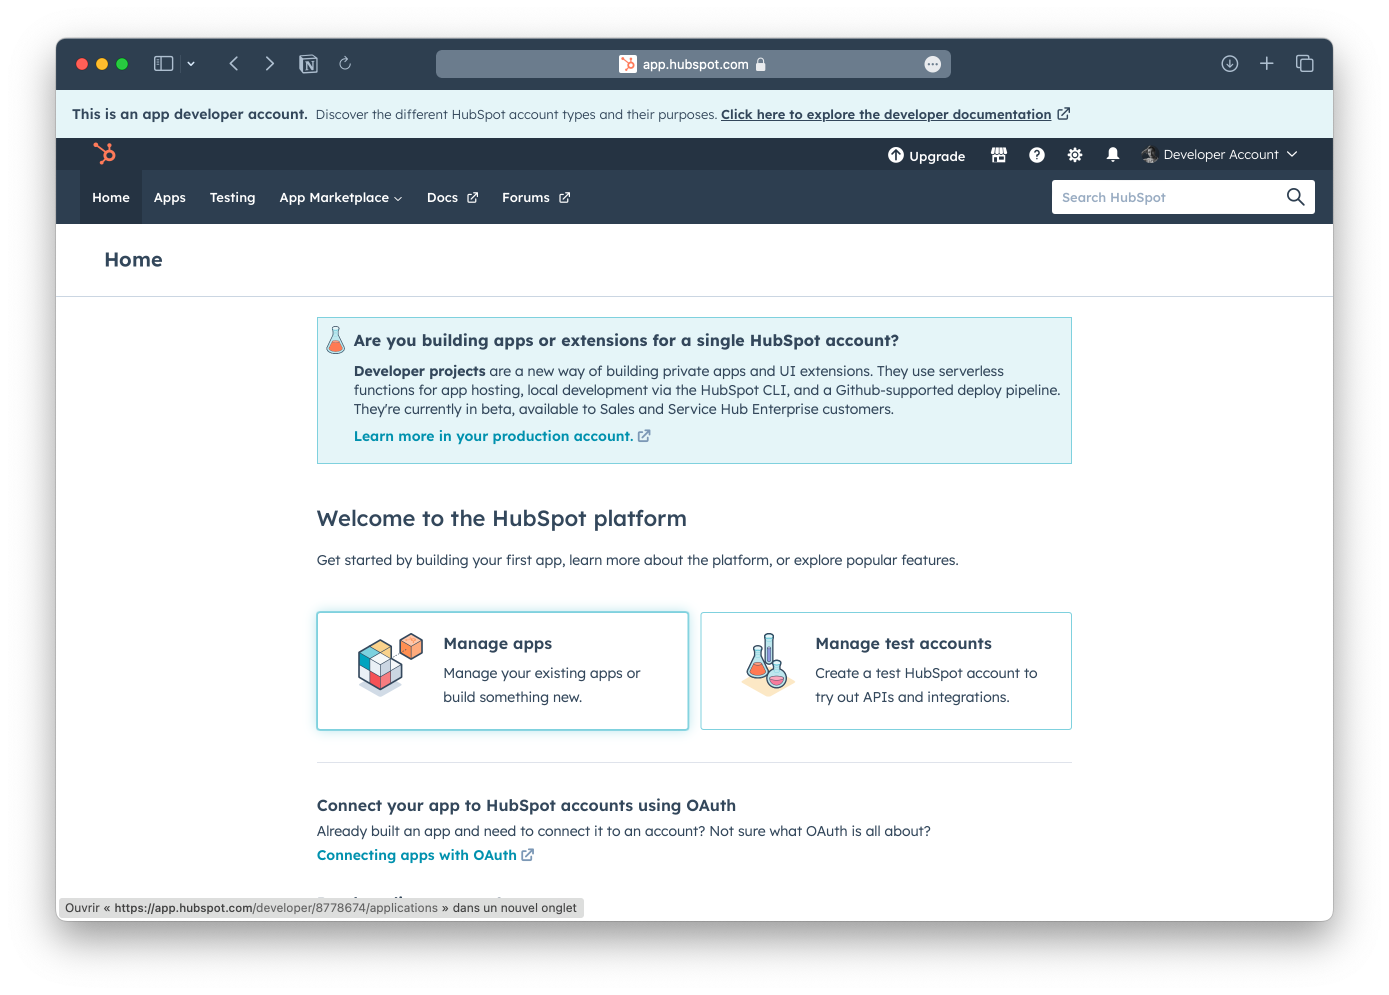 app.hubspot.com
This is an app developer account. Discover the different HubSpot account types and their purposes. Click here to explore the developer documentation
Upgrade
Developer Account
Home Apps Testing App Marketplace Docs Forums
Search HubSpot
Home
Are you building apps or extensions for a single HubSpot account?
Developer projects are a new way of building private apps and UI extensions. They use serverless
functions for app hosting, local development via the HubSpot CLI, and a Github-supported deploy pipeline.
They're currently in beta, available to Sales and Service Hub Enterprise customers.
Learn more in your production account.
Welcome to the HubSpot platform
Get started by building your first app, learn more about the platform, or explore popular features.
Manage apps
Manage your existing apps or
build something new.
Manage test accounts
Create a test HubSpot account to
try out APIs and integrations.
Connect your app to HubSpot accounts using OAuth
Already built an app and need to connect it to an account? Not sure what OAuth is all about?
Connecting apps with OAuth
Ouvrir « https://app.hubspot.com/developer/8778674/applications » dans un nouvel onglet